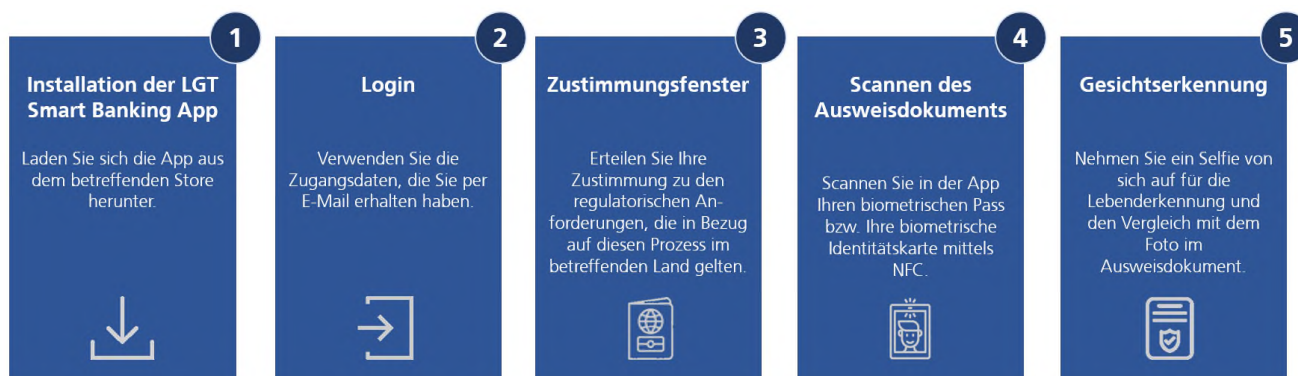 1
Installation der LGT
Smart Banking App
Laden Sie sich die App aus
dem betreffenden Store
herunter.
2
Login
Verwenden Sie die
Zugangsdaten, die Sie per
E-Mail erhalten haben.
3
Zustimmungsfenster
Erteilen Sie Ihre
Zustimmung zu den
regulatorischen An-
forderungen, die in Bezug
auf diesen Prozess im
betreffenden Land gelten.
4
Scannen des
Ausweisdokuments
Scannen Sie in der App
Ihren biometrischen Pass
bzw. Ihre biometrische
Identitätskarte mittels
NFC.
5
Gesichtserkennung
Nehmen Sie ein Selfie von
sich auf für die
Lebenderkennung und
den Vergleich mit dem
Foto im
Ausweisdokument.